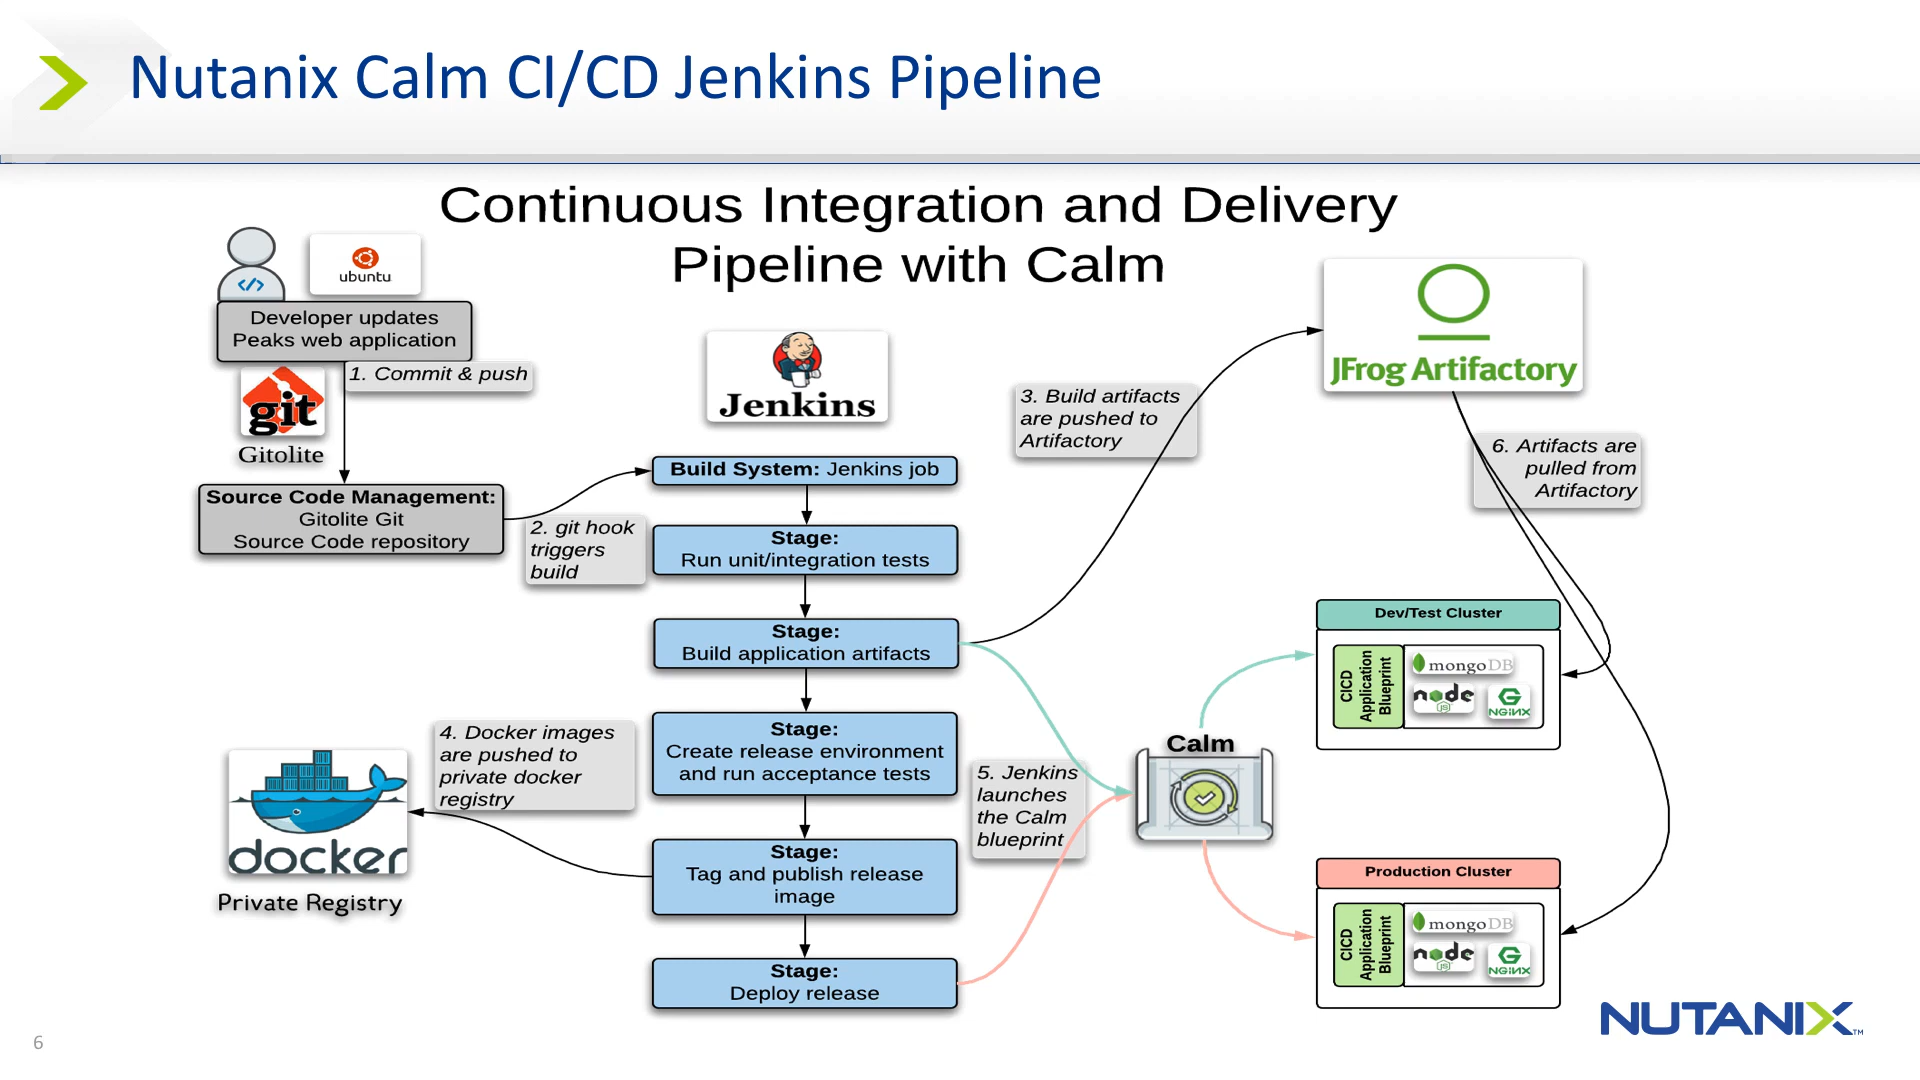 Nutanix Calm CI/CD Jenkins Pipeline
Continuous Integration and Delivery
Pipeline with Calm
</>
ubuntu
Developer updates
Peaks web application
1. Commit & push
git
Gitolite
Source Code Management:
Gitolite Git
Source Code repository
2. git hook
triggers
build
Jenkins
Build System: Jenkins job
Stage:
Run unit/integration tests
Stage:
Build application artifacts
Stage:
Create release environment
and run acceptance tests
Stage:
Tag and publish release
image
Stage:
Deploy release
3. Build artifacts
are pushed to
Artifactory
JFrog Artifactory
6. Artifacts are
pulled from
Artifactory
4. Docker images
are pushed to
private docker
registry
docker
Private Registry
5. Jenkins
launches
the Calm
blueprint
Calm
Dev/Test Cluster
CICD
Application
Blueprint
mongoDB
node
JS
G
NGiNX
Production Cluster
CICD
Application
Blueprint
mongoDB
node
JS
G
NGiNX
NUTANIX™
6